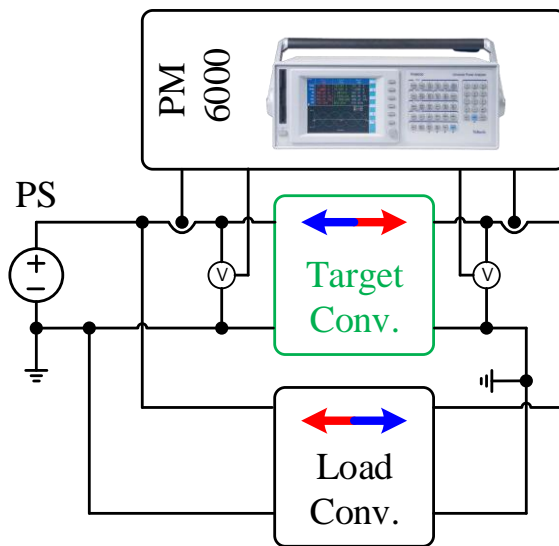 PM
6000
PS
V
V
Target
Conv.
Load
Conv.